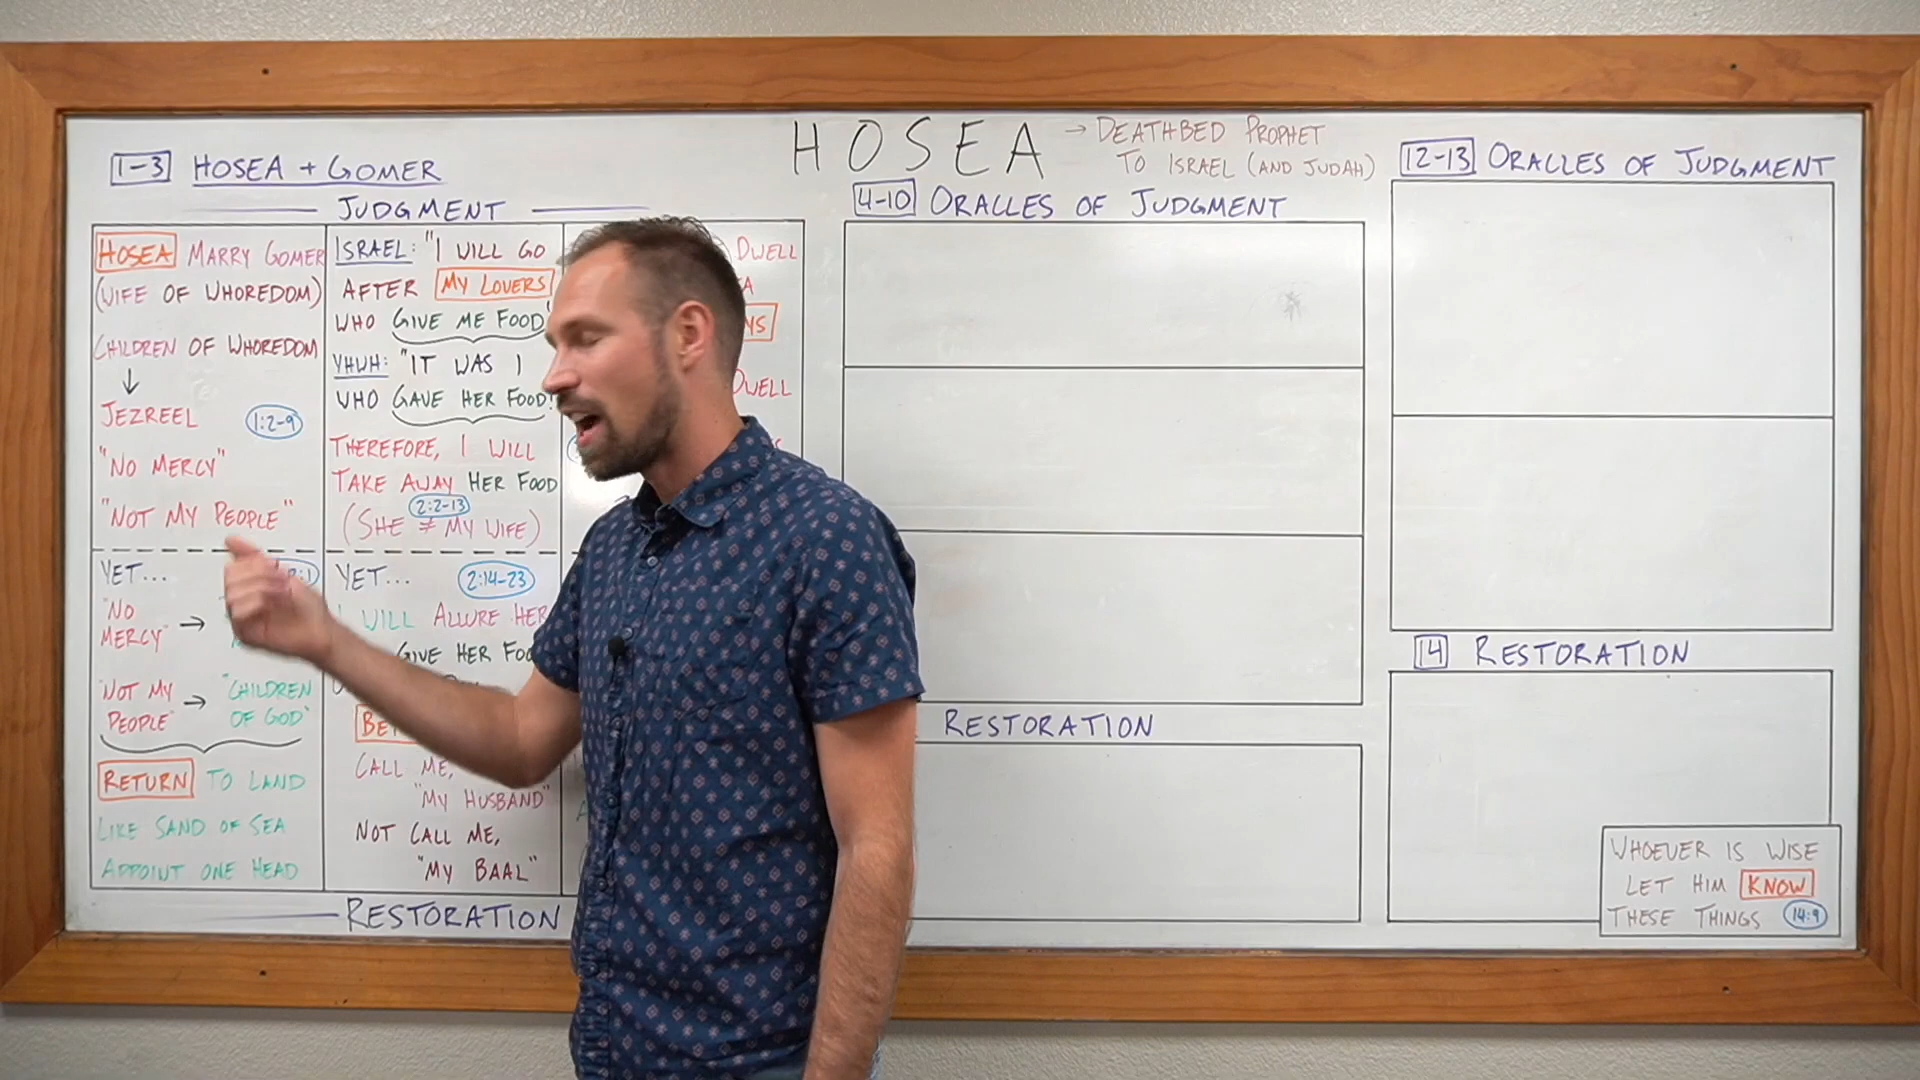 HOSEA → DEATHBED PROPHET
TO ISRAEL (AND JUDAH)
1-3 HOSEA + GOMER
JUDGMENT
HOSEA MARRY GOMER
(WIFE OF WHOREDOM)
CHILDREN OF WHOREDOM
↓
JEZREEL 1:2-9
"NO MERCY"
"NOT MY PEOPLE"
YET...
"NO
MERCY" →
"NOT MY
PEOPLE" →
"CHILDREN
OF GOD"
RETURN TO LAND
LIKE SAND OF SEA
APPOINT ONE HEAD
ISRAEL: "I WILL GO
AFTER MY LOVERS
WHO GIVE ME FOOD"
YHWH: "IT WAS I
WHO GAVE HER FOOD!
THEREFORE, I WILL
TAKE AWAY HER FOOD
2:2-13
(SHE ≠ MY WIFE)
YET... 2:14-23
WILL ALLURE HER
GIVE HER
CALL ME,
"MY HUSBAND"
NOT CALL ME,
"MY BAAL"
DWELL
DWELL
RESTORATION
4-10 ORACLES OF JUDGMENT
RESTORATION
12-13 ORACLES OF JUDGMENT
14 RESTORATION
WHOEVER IS WISE
LET HIM KNOW
THESE THINGS 14:9